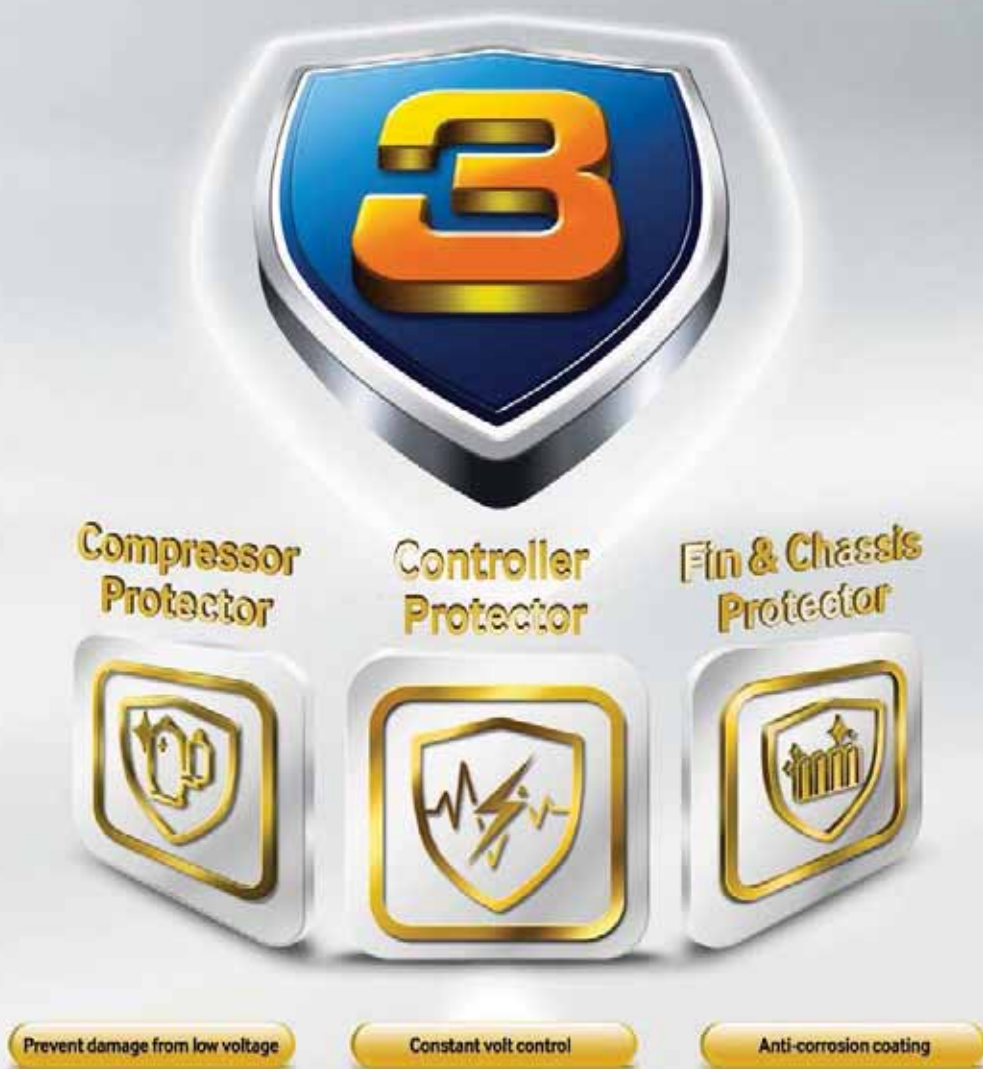 3
Compressor
Protector
Controller
Protector
Fin & Chassis
Protector
Prevent damage from low voltage
Constant volt control
Anti-corrosion coating